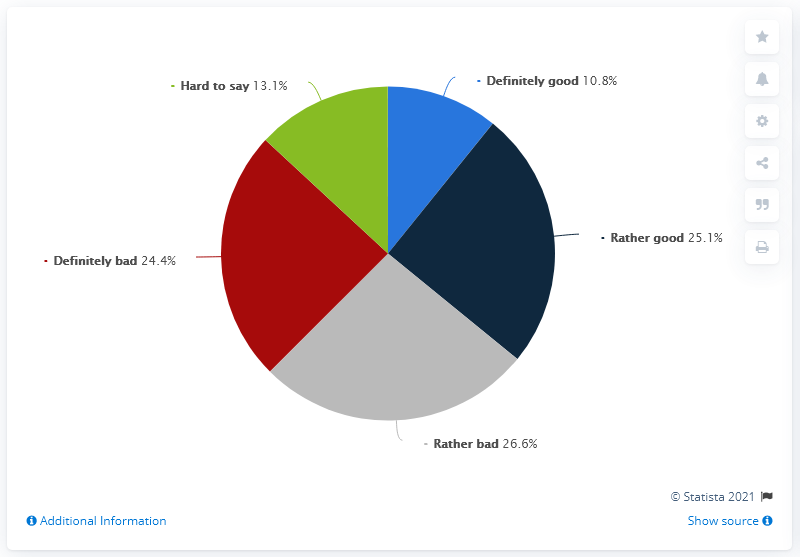 Definitely good 10.8%
Hard to say 13.1%
Rather good 25.1%
Definitely bad 24.4%
Rather bad 26.6%
© Statista 2021
Additional Information
Show source